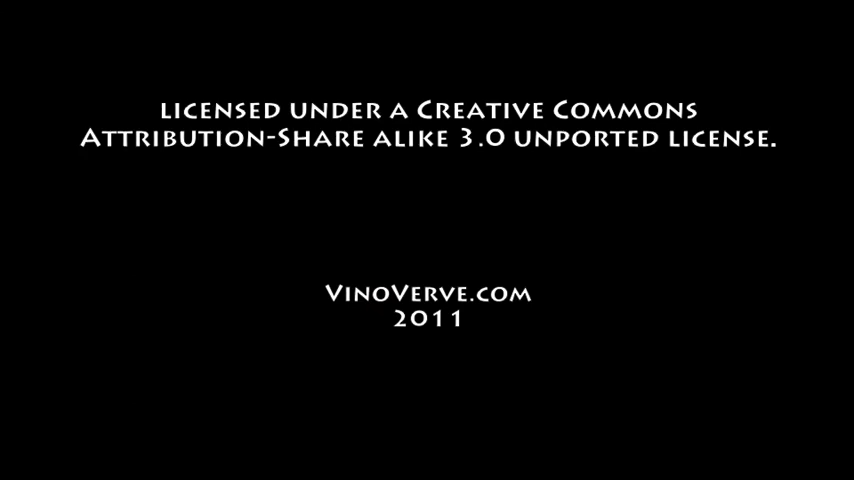 licensed under a Creative Commons
Attribution-Share alike 3.0 unported license.
VinoVerve.com
2011